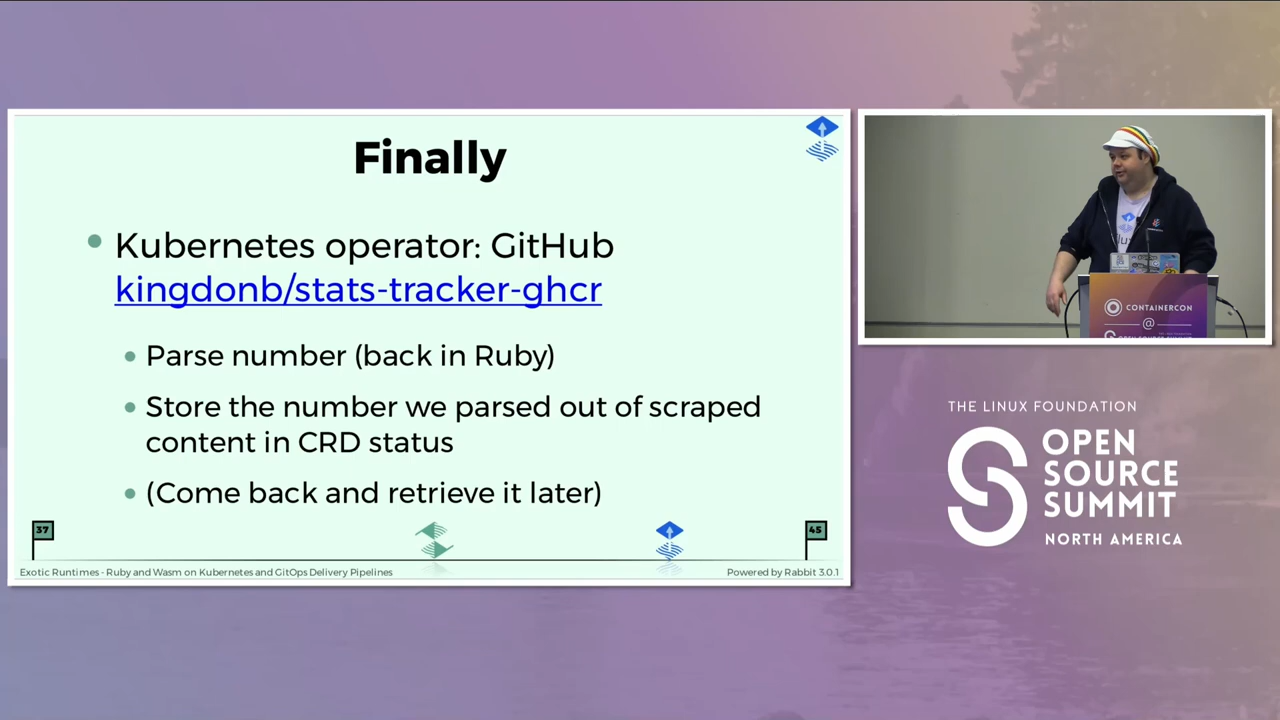 Finally
Kubernetes operator: GitHub
kingdonb/stats-tracker-ghcr
Parse number (back in Ruby)
Store the number we parsed out of scraped
content in CRD status
(Come back and retrieve it later)
37
45
Exotic Runtimes - Ruby and Wasm on Kubernetes and GitOps Delivery Pipelines
Powered by Rabbit 3.0.1
CONTAINERCON
@
THE LINUX FOUNDATION
OPEN
SOURCE
SUMMIT
NORTH AMERICA